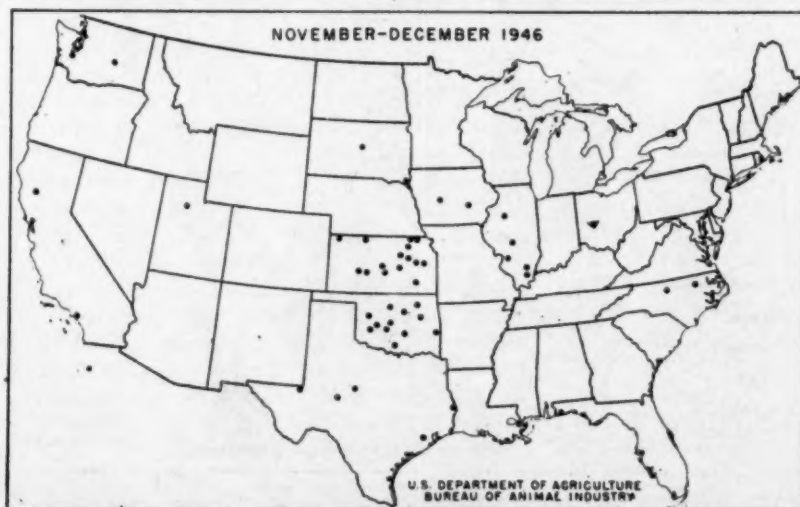 NOVEMBER–DECEMBER 1946
U.S. DEPARTMENT OF AGRICULTURE
BUREAU OF ANIMAL INDUSTRY